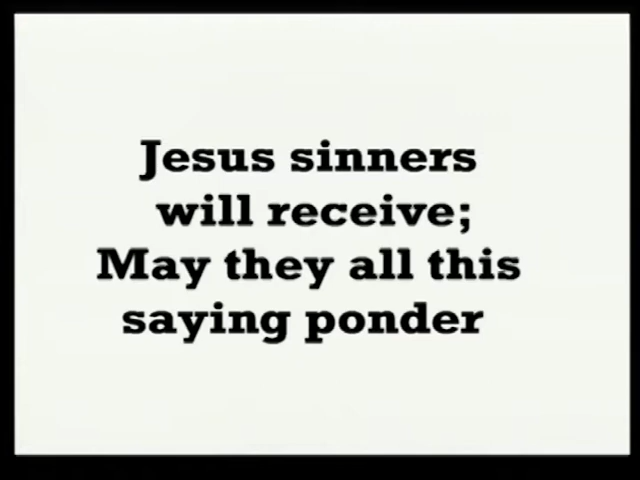 Jesus sinners
will receive;
May they all this
saying ponder